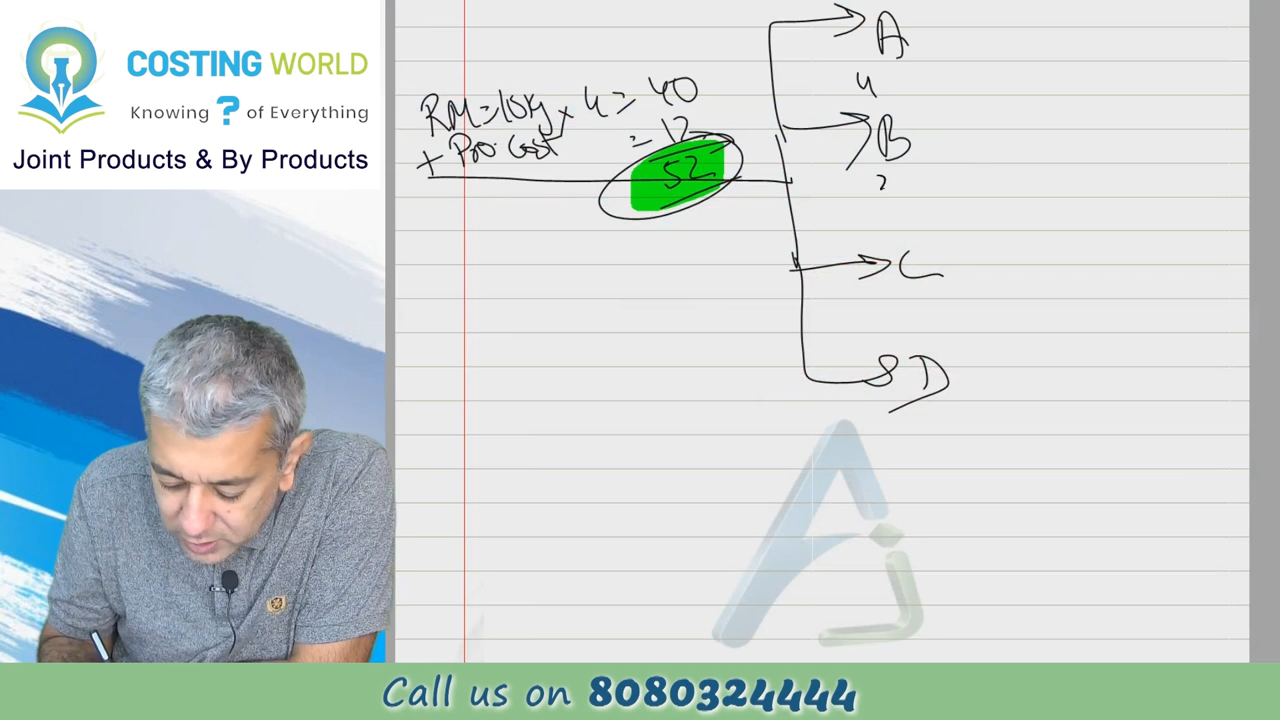 COSTING WORLD
Knowing ? of Everything
Joint Products & By Products
RM=10kg x 4 = 40
+ Pro. Cost = 12
52
A
4
B
C
D
Call us on 8080324444